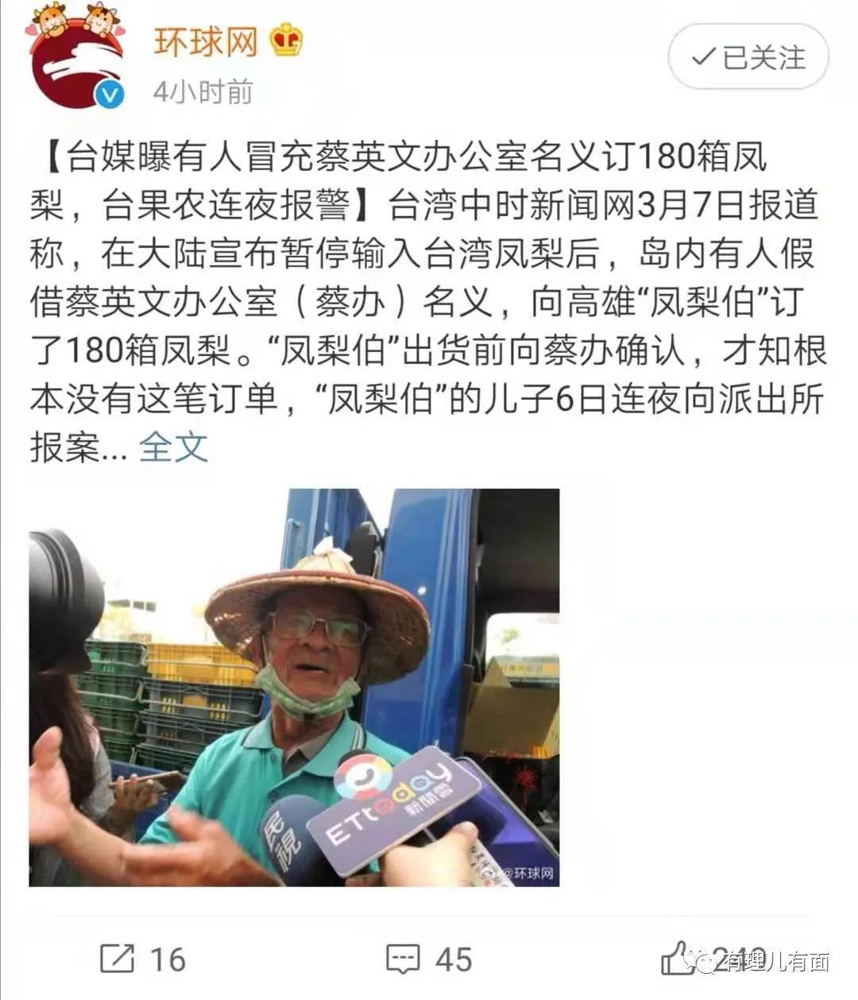 环球网
4小时前
已关注
【台媒曝有人冒充蔡英文办公室名义订180箱凤
梨，台果农连夜报警】台湾中时新闻网3月7日报道
称，在大陆宣布暂停输入台湾凤梨后，岛内有人假
借蔡英文办公室（蔡办）名义，向高雄“凤梨伯”订
了180箱凤梨。“凤梨伯”出货前向蔡办确认，才知根
本没有这笔订单，“凤梨伯”的儿子6日连夜向派出所
报案... 全文
民視
ETtoday
新聞雲
@环球网
16
45
有理儿有面